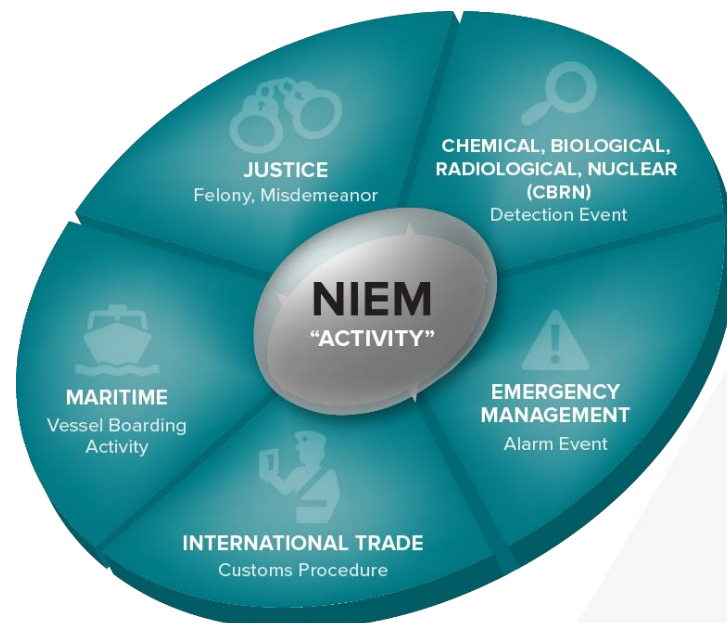 JUSTICE
Felony, Misdemeanor
CHEMICAL, BIOLOGICAL,
RADIOLOGICAL, NUCLEAR
(CBRN)
Detection Event
NIEM
“ACTIVITY”
MARITIME
Vessel Boarding
Activity
EMERGENCY
MANAGEMENT
Alarm Event
INTERNATIONAL TRADE
Customs Procedure